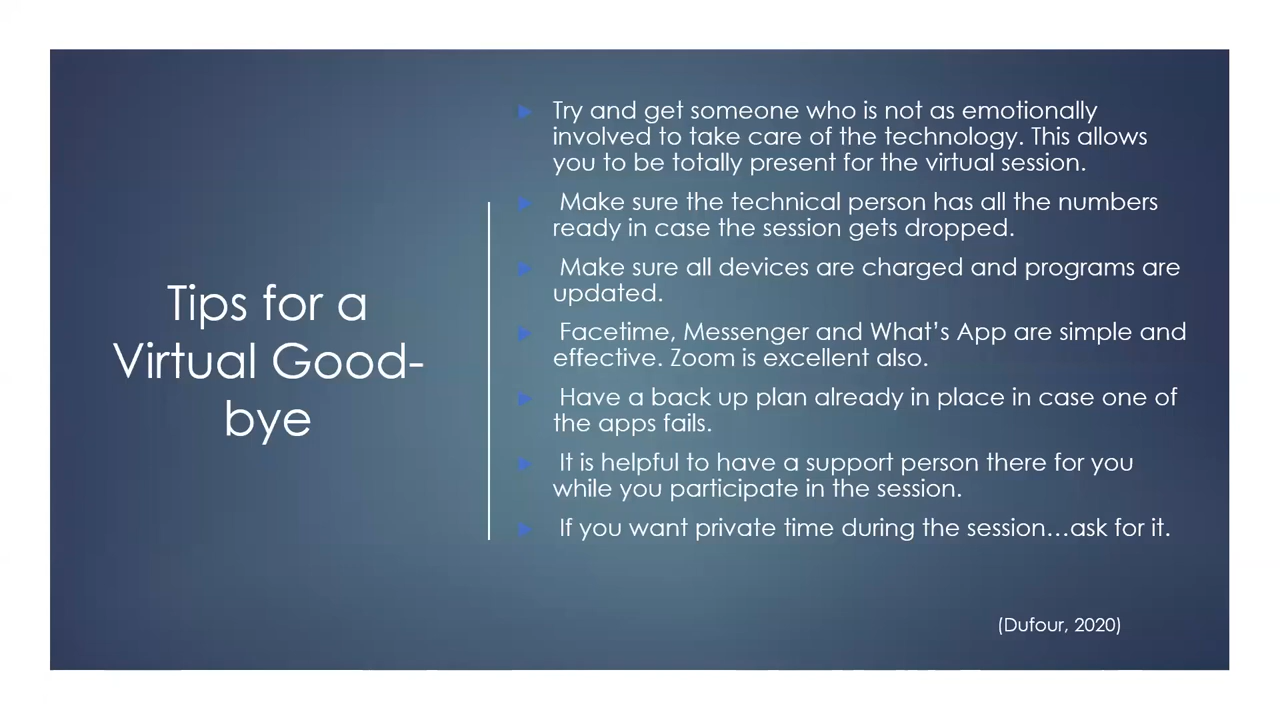 Tips for a
Virtual Good-
bye
Try and get someone who is not as emotionally
involved to take care of the technology. This allows
you to be totally present for the virtual session.
Make sure the technical person has all the numbers
ready in case the session gets dropped.
Make sure all devices are charged and programs are
updated.
Facetime, Messenger and What's App are simple and
effective. Zoom is excellent also.
Have a back up plan already in place in case one of
the apps fails.
It is helpful to have a support person there for you
while you participate in the session.
If you want private time during the session…ask for it.
(Dufour, 2020)